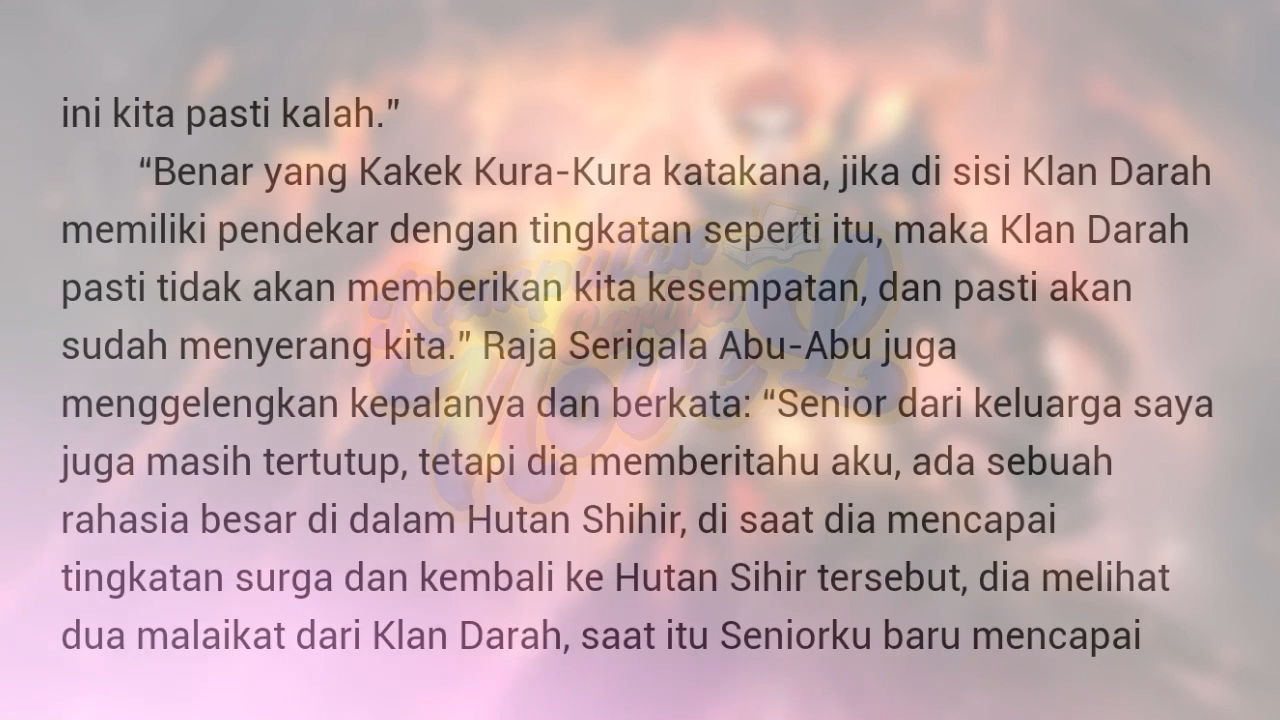 ini kita pasti kalah.”
“Benar yang Kakek Kura-Kura katakana, jika di sisi Klan Darah
memiliki pendekar dengan tingkatan seperti itu, maka Klan Darah
pasti tidak akan memberikan kita kesempatan, dan pasti akan
sudah menyerang kita.” Raja Serigala Abu-Abu juga
menggelengkan kepalanya dan berkata: “Senior dari keluarga saya
juga masih tertutup, tetapi dia memberitahu aku, ada sebuah
rahasia besar di dalam Hutan Shihir, di saat dia mencapai
tingkatan surga dan kembali ke Hutan Sihir tersebut, dia melihat
dua malaikat dari Klan Darah, saat itu Seniorku baru mencapai